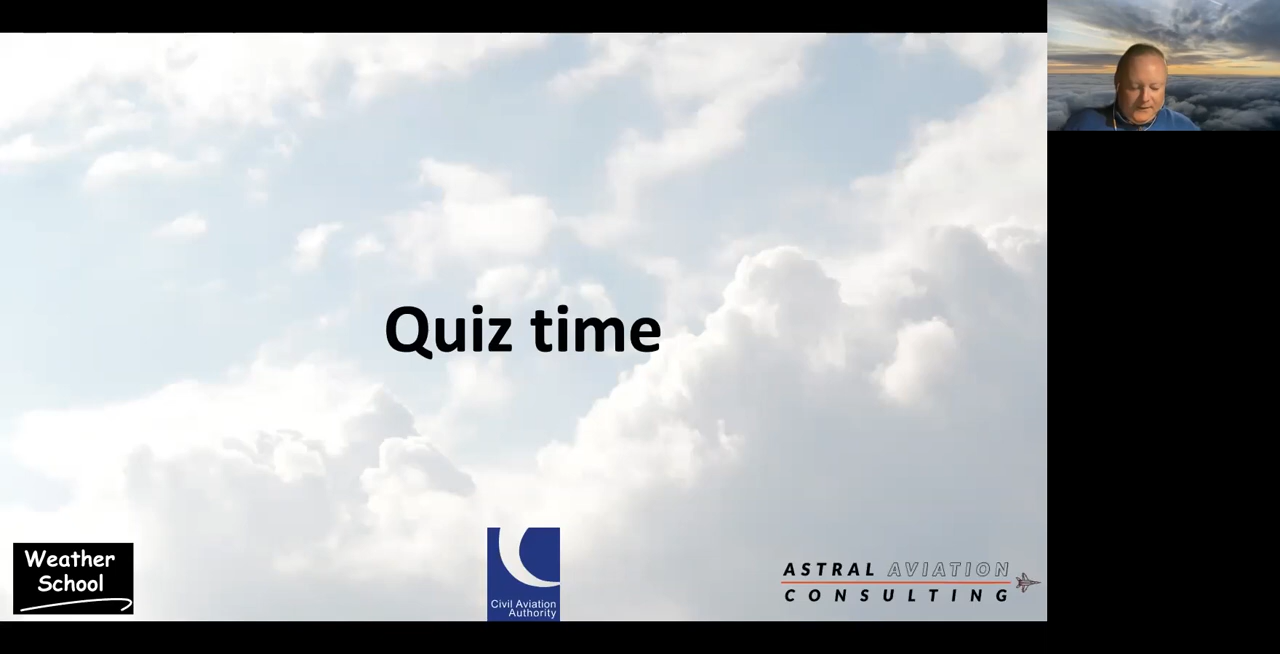 Quiz time
Weather
School
Civil Aviation
Authority
ASTRAL AVIATION
CONSULTING